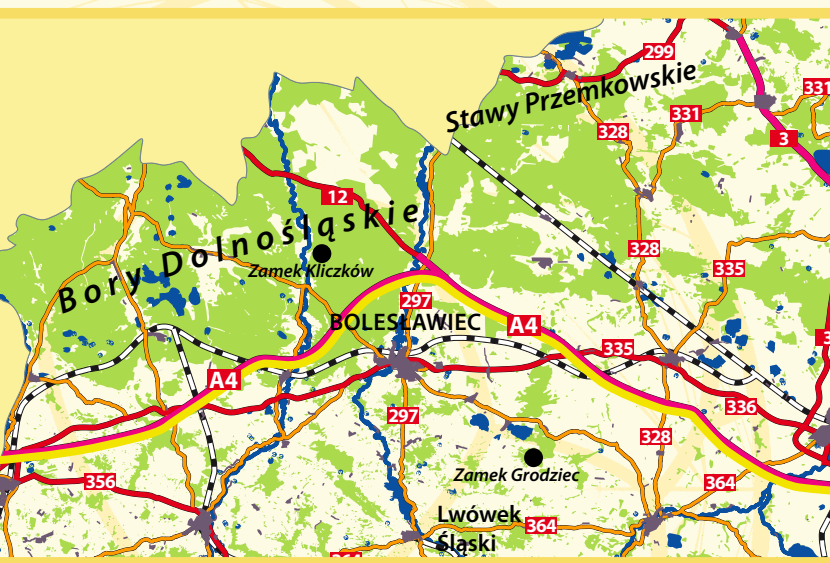 299
Stawy Przemkowskie
331
331
328
3
12
Bory Dolnośląskie
328
Zamek Kliczków
335
297
BOLESŁAWIEC
A4
335
A4
336
297
328
Zamek Grodziec
356
364
Lwówek
Śląski
364